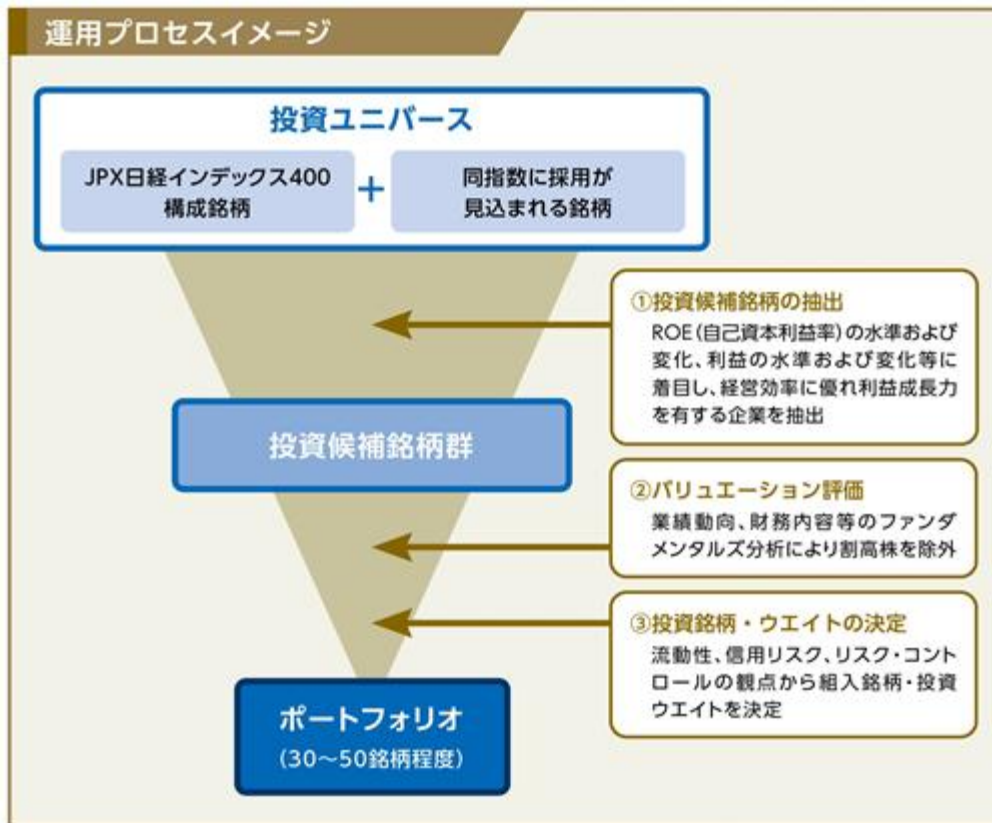 運用プロセスイメージ
投資ユニバース
JPX日経インデックス400
構成銘柄
+
同指数に採用が
見込まれる銘柄
①投資候補銘柄の抽出
ROE(自己資本利益率)の水準および
変化、利益の水準および変化等に
着目し、経営効率に優れ利益成長力
を有する企業を抽出
投資候補銘柄群
②バリュエーション評価
業績動向、財務内容等のファンダ
メンタルズ分析により割高株を除外
③投資銘柄・ウエイトの決定
流動性、信用リスク、リスク・コント
ロールの観点から組入銘柄・投資
ウエイトを決定
ポートフォリオ
(30〜50銘柄程度)